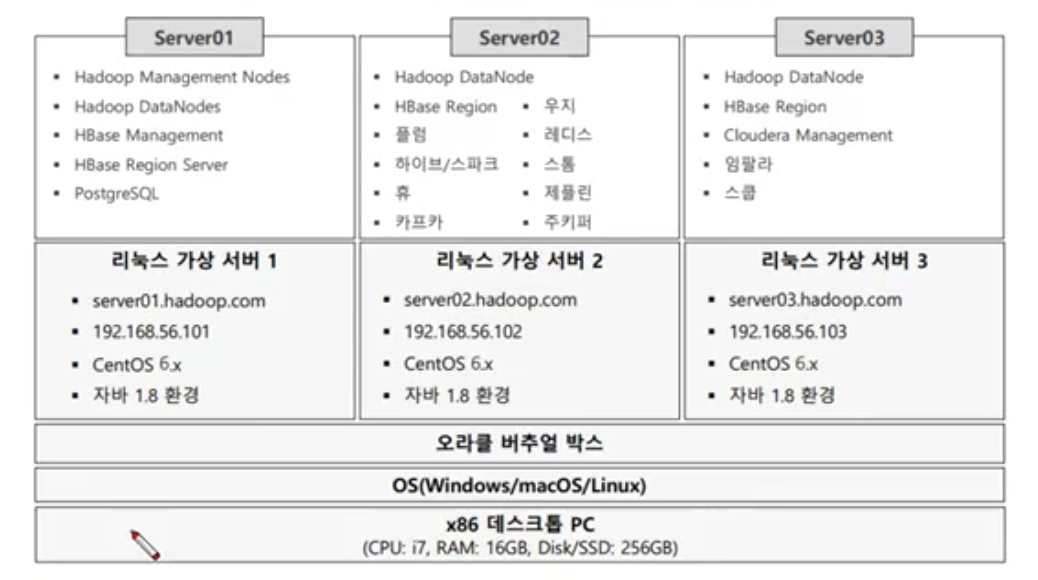 Server01
Hadoop Management Nodes
Hadoop DataNodes
HBase Management
HBase Region Server
PostgreSQL
Server02
Hadoop DataNode
HBase Region
플럼
하이브/스파크
휴
카프카
우지
레디스
스톰
제플린
주키퍼
Server03
Hadoop DataNode
HBase Region
Cloudera Management
임팔라
스쿱
리눅스 가상 서버 1
server01.hadoop.com
192.168.56.101
CentOS 6.x
자바 1.8 환경
리눅스 가상 서버 2
server02.hadoop.com
192.168.56.102
CentOS 6.x
자바 1.8 환경
리눅스 가상 서버 3
server03.hadoop.com
192.168.56.103
CentOS 6.x
자바 1.8 환경
오라클 버추얼 박스
OS(Windows/macOS/Linux)
x86 데스크톱 PC
(CPU: i7, RAM: 16GB, Disk/SSD: 256GB)